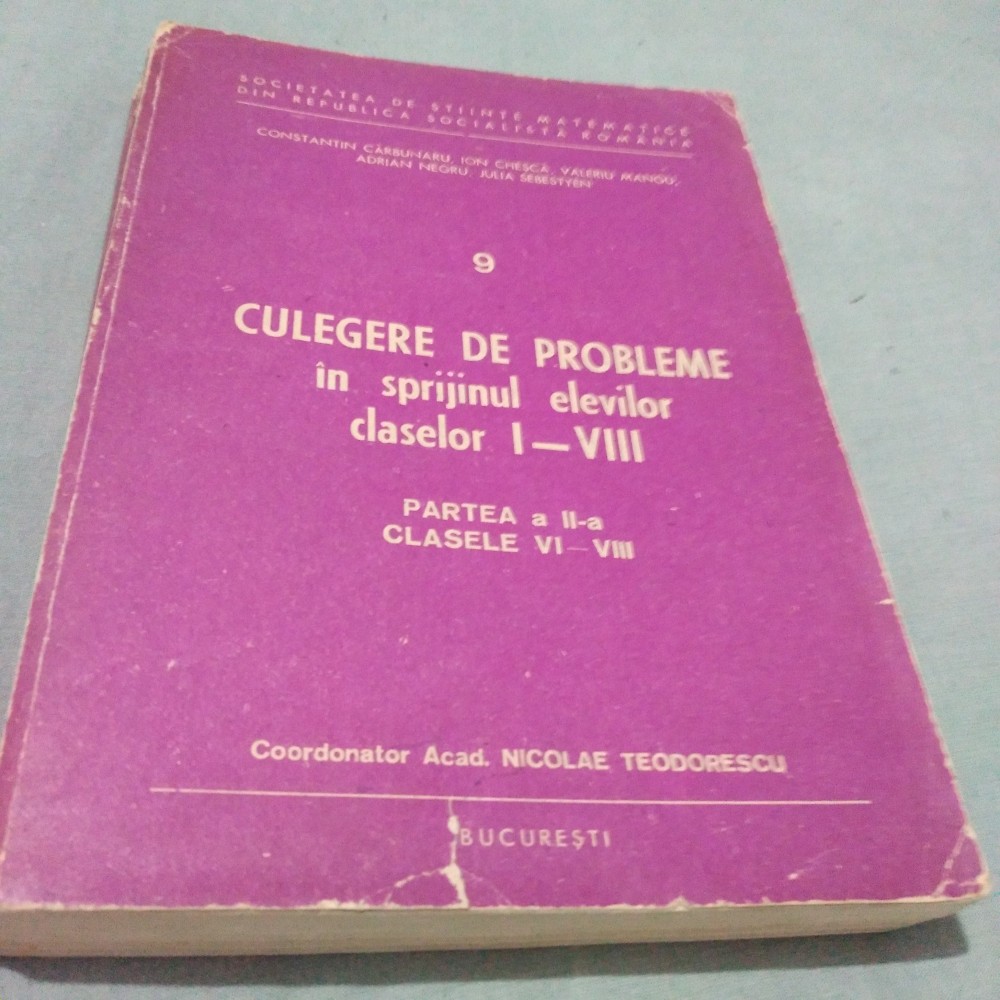 SOCIETATEA DE ȘTIINȚE MATEMATICE
DIN REPUBLICA SOCIALISTĂ ROMÂNIA
CONSTANTIN CĂRBUNARU, ION CHEȘCĂ, VALERIU MANGU,
ADRIAN NEGRU, JULIA SEBESTYEN
9
CULEGERE DE PROBLEME
în sprijinul elevilor
claselor I—VIII
PARTEA a II-a
CLASELE VI—VIII
Coordonator Acad. NICOLAE TEODORESCU
BUCUREȘTI